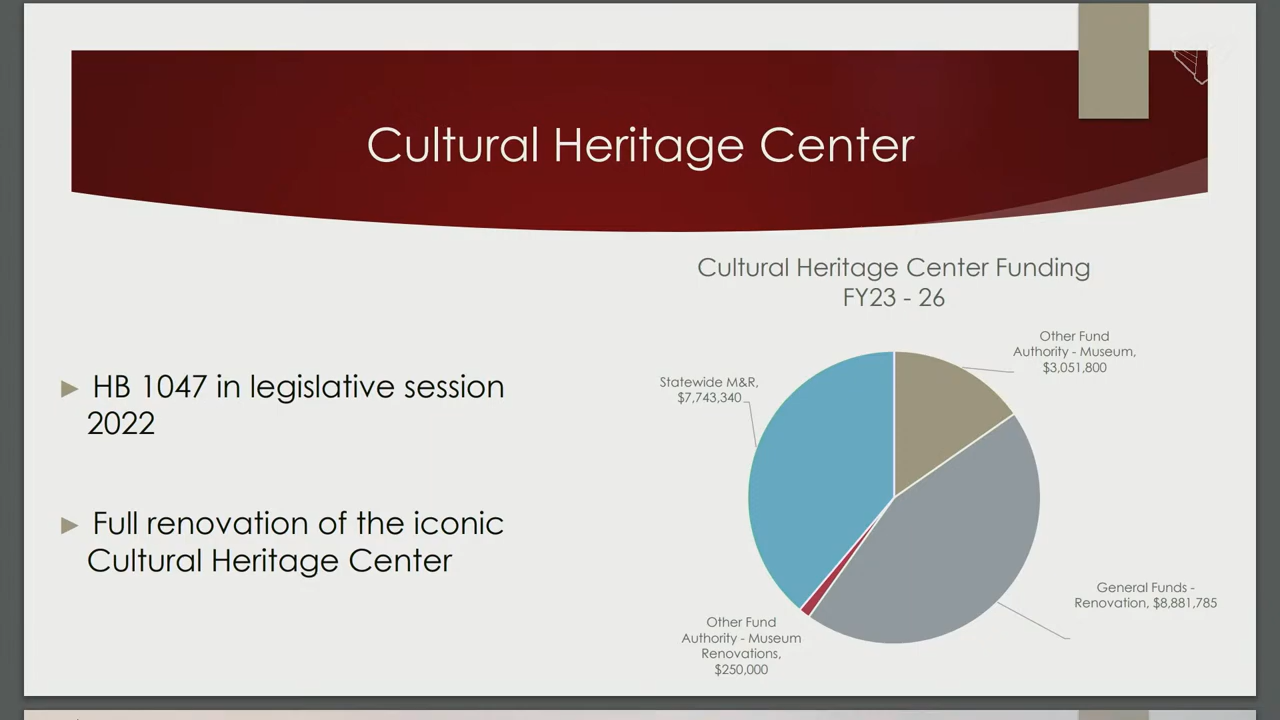 Cultural Heritage Center
HB 1047 in legislative session
2022
Full renovation of the iconic
Cultural Heritage Center
Cultural Heritage Center Funding
FY23 - 26
Other Fund
Authority - Museum,
$3,051,800
Statewide M&R,
$7,743,340
General Funds -
Renovation, $8,881,785
Other Fund
Authority - Museum
Renovations,
$250,000